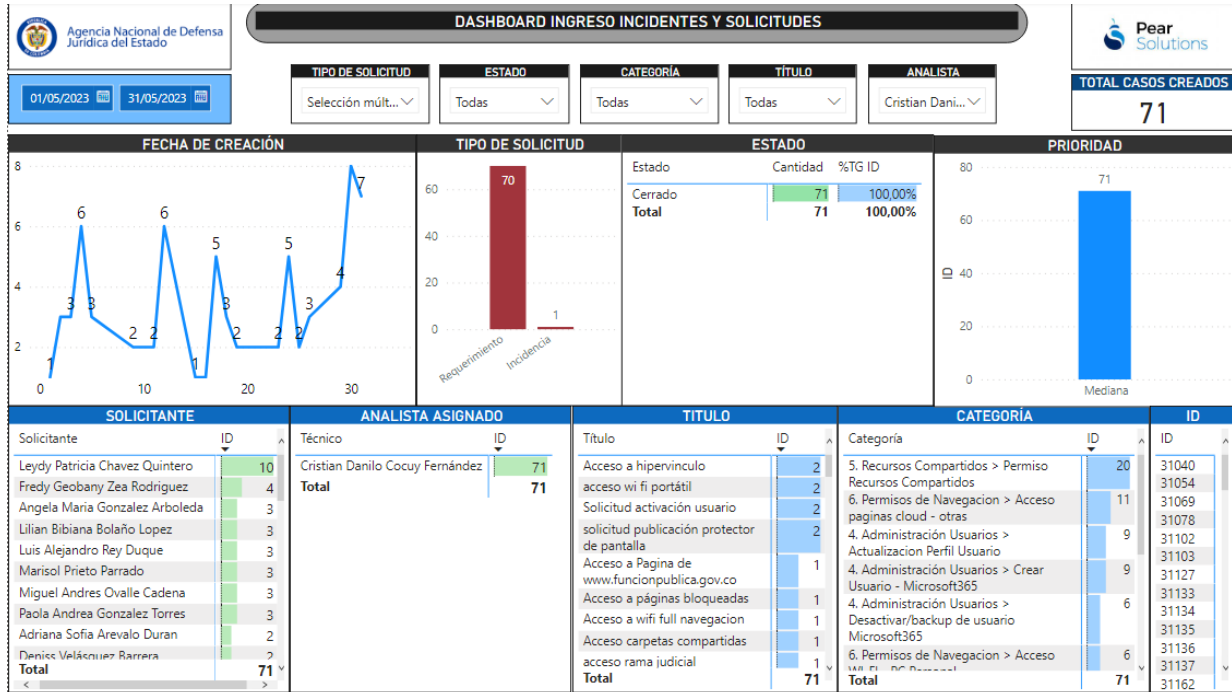 Agencia Nacional de Defensa
Jurídica del Estado
DASHBOARD INGRESO INCIDENTES Y SOLICITUDES
Pear
Solutions
01/05/2023 31/05/2023
TIPO DE SOLICITUD
Selección múlt...
ESTADO
Todas
CATEGORÍA
Todas
TÍTULO
Todas
ANALISTA
Cristian Dani...
TOTAL CASOS CREADOS
71
FECHA DE CREACIÓN
8
6
4
2
0 10 20 30
1 3 6 3 2 2 6 1 5 3 2 2 5 2 3 4 7
TIPO DE SOLICITUD
60
40
20
0
70
1
Requerimiento
Incidencia
ESTADO
Estado Cantidad %TG ID
Cerrado 71 100,00%
Total 71 100,00%
PRIORIDAD
ID
80
60
40
20
0
71
Mediana
SOLICITANTE
Solicitante ID
Leydy Patricia Chavez Quintero 10
Fredy Geobany Zea Rodriguez 4
Angela Maria Gonzalez Arboleda 3
Lilian Bibiana Bolaño Lopez 3
Luis Alejandro Rey Duque 3
Marisol Prieto Parrado 3
Miguel Andres Ovalle Cadena 3
Paola Andrea Gonzalez Torres 3
Adriana Sofia Arevalo Duran 2
Deniss Velásquez Barrera 2
Total 71
ANALISTA ASIGNADO
Técnico ID
Cristian Danilo Cocuy Fernández 71
Total 71
TITULO
Título ID
Acceso a hipervinculo 2
acceso wi fi portátil 2
Solicitud activación usuario 2
solicitud publicación protector 2
de pantalla
Acceso a Pagina de 1
www.funcionpublica.gov.co
Acceso a páginas bloqueadas 1
Acceso a wifi full navegacion 1
Acceso carpetas compartidas 1
acceso rama judicial 1
Total 71
CATEGORÍA
Categoría ID
5. Recursos Compartidos > Permiso 20
Recursos Compartidos
6. Permisos de Navegacion > Acceso 11
paginas cloud - otras
4. Administración Usuarios > 9
Actualizacion Perfil Usuario
4. Administración Usuarios > Crear 9
Usuario - Microsoft365
4. Administración Usuarios > 6
Desactivar/backup de usuario
Microsoft365
6. Permisos de Navegacion > Acceso 6
WI-FI - PC Personal
Total 71
ID
ID
31040
31054
31069
31078
31102
31103
31127
31133
31134
31135
31136
31137
31162